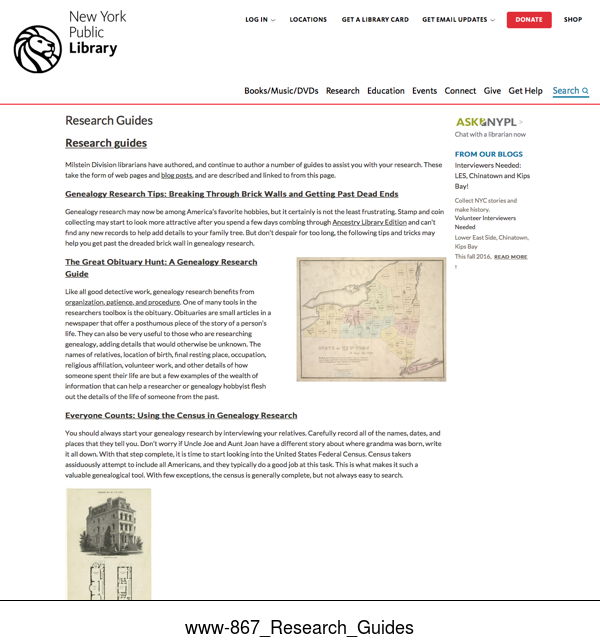 New York
Public
Library
LOG IN
LOCATIONS
GET A LIBRARY CARD
GET EMAIL UPDATES
DONATE
SHOP
Books/Music/DVDs
Research
Education
Events
Connect
Give
Get Help
Search
Research Guides
Research guides
Milstein Division librarians have authored, and continue to author a number of guides to assist you with your research. These
take the form of web pages and blog posts, and are described and linked to from this page.
Genealogy Research Tips: Breaking Through Brick Walls and Getting Past Dead Ends
Genealogy research may now be among America's favorite hobbies, but it certainly is not the least frustrating. Stamp and coin
collecting may start to look more attractive after you spend a few days combing through Ancestry Library Edition and can't
find any new records to help add details to your family tree. But don't despair for too long, the following tips and tricks may
help you get past the dreaded brick wall in genealogy research.
The Great Obituary Hunt: A Genealogy Research
Guide
Like all good detective work, genealogy research benefits from
organization, patience, and procedure. One of many tools in the
researchers toolbox is the obituary. Obituaries are small articles in a
newspaper that offer a posthumous piece of the story of a person's
life. They can also be very useful to those who are researching
genealogy, adding details that would otherwise be unknown. The
names of relatives, location of birth, final resting place, occupation,
religious affiliation, volunteer work, and other details of how
someone spent their life are but a few examples of the wealth of
information that can help a researcher or genealogy hobbyist flesh
out the details of the life of someone from the past.
Everyone Counts: Using the Census in Genealogy Research
You should always start your genealogy research by interviewing your relatives. Carefully record all of the names, dates, and
places that they tell you. Don't worry if Uncle Joe and Aunt Joan have a different story about where grandma was born, write
it all down. With that step complete, it is time to start looking into the United States Federal Census. Census takers
assiduously attempt to include all Americans, and they typically do a good job at this task. This is what makes it such a
valuable genealogical tool. With few exceptions, the census is generally complete, but not always easy to search.
ASK NYPL >
Chat with a librarian now
FROM OUR BLOGS
Interviewers Needed:
LES, Chinatown and Kips
Bay!
Collect NYC stories and
make history.
Volunteer Interviewers
Needed
Lower East Side, Chinatown,
Kips Bay
This fall 2016, READ MORE
www-867_Research_Guides